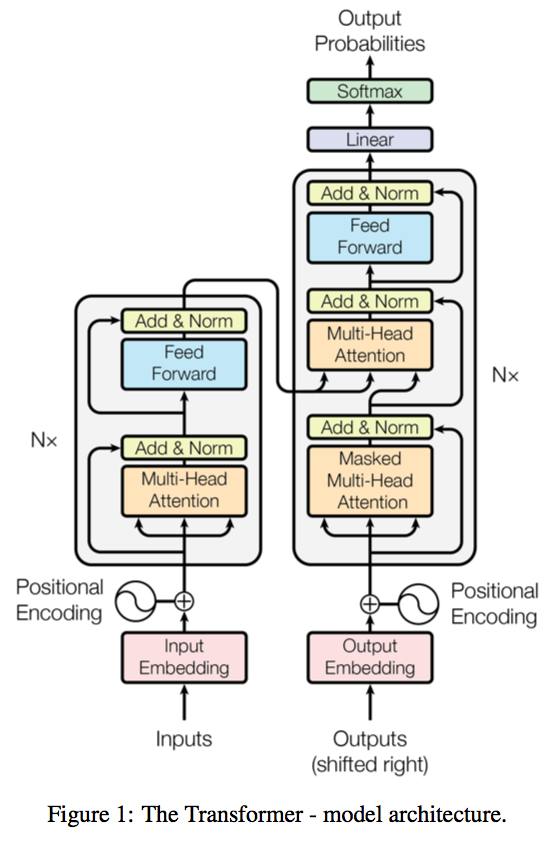 Output
Probabilities
Softmax
Linear
Add & Norm
Feed
Forward
Add & Norm
Multi-Head
Attention
Add & Norm
Masked
Multi-Head
Attention
N×
Add & Norm
Feed
Forward
Add & Norm
Multi-Head
Attention
N×
Positional
Encoding
Positional
Encoding
Input
Embedding
Output
Embedding
Inputs
Outputs
(shifted right)
Figure 1: The Transformer - model architecture.